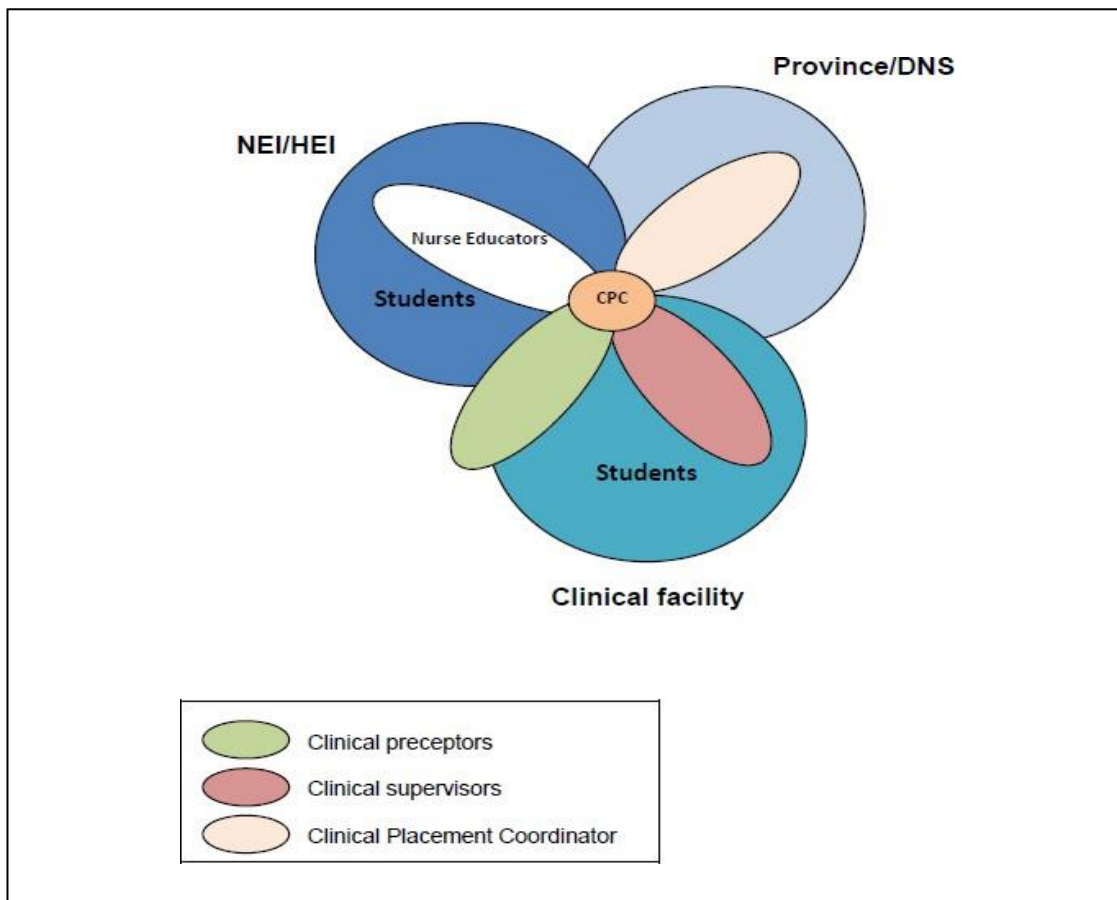 Province/DNS
NEI/HEI
Nurse Educators
Students
CPC
Students
Clinical facility
Clinical preceptors
Clinical supervisors
Clinical Placement Coordinator